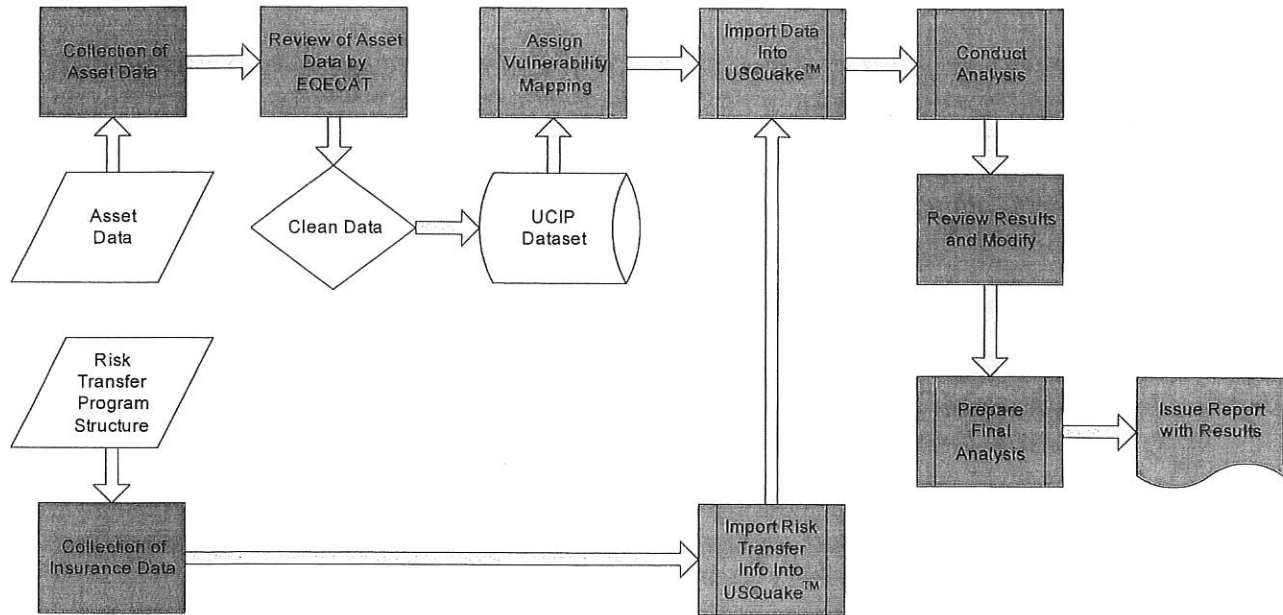 Collection of
Asset Data
Review of Asset
Data by
EQECAT
Assign
Vulnerability
Mapping
Import Data
Into
USQuake™
Conduct
Analysis
Asset
Data
Clean Data
UCIP
Dataset
Review Results
and Modify
Risk
Transfer
Program
Structure
Prepare
Final
Analysis
Issue Report
with Results
Collection of
Insurance Data
Import Risk
Transfer
Info Into
USQuake™